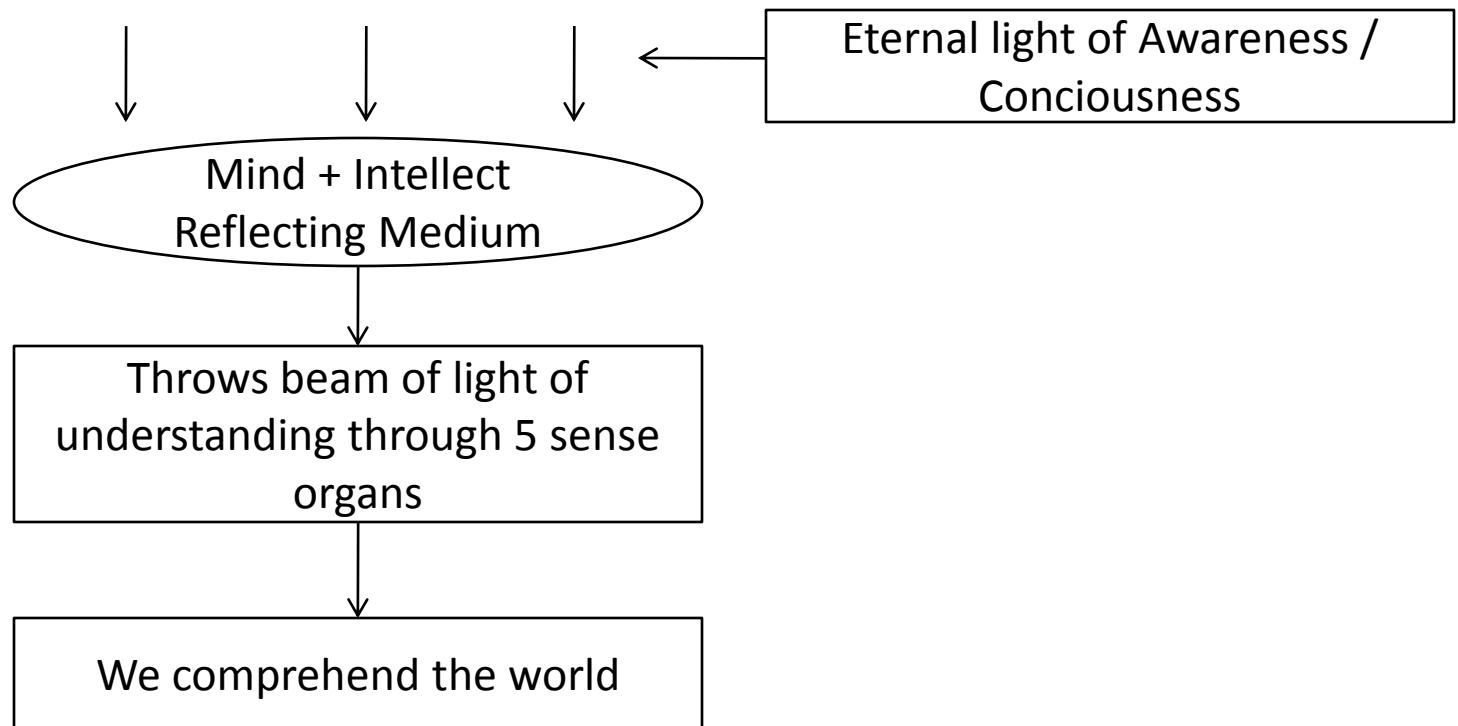 Eternal light of Awareness /
Conciousness
Mind + Intellect
Reflecting Medium
Throws beam of light of
understanding through 5 sense
organs
We comprehend the world